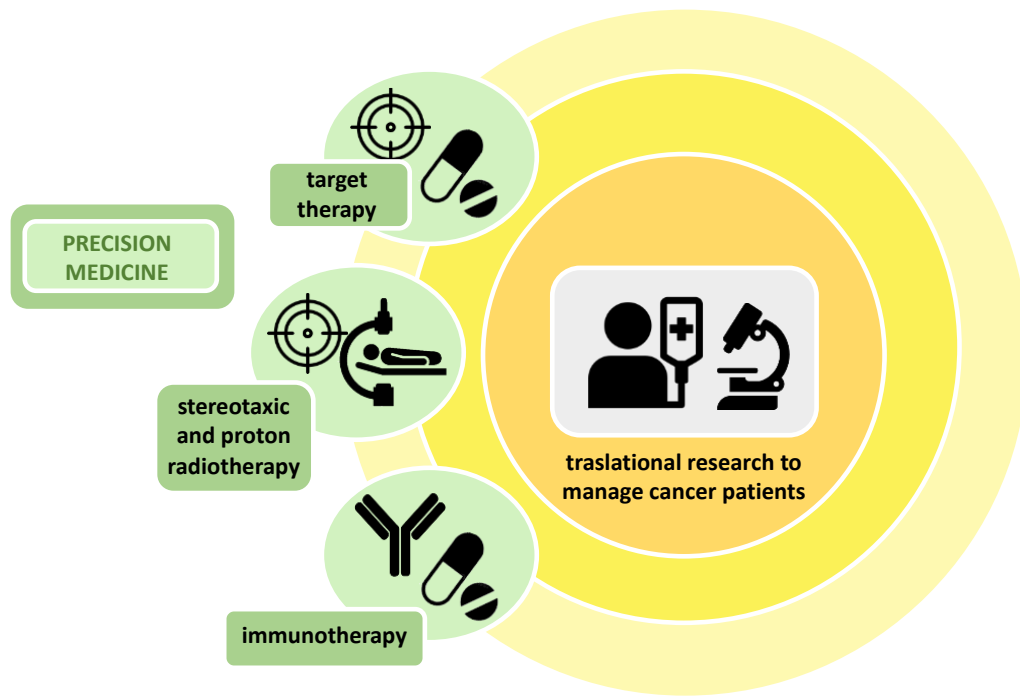 target
therapy
PRECISION
MEDICINE
stereotaxic
and proton
radiotherapy
traslational research to
manage cancer patients
immunotherapy